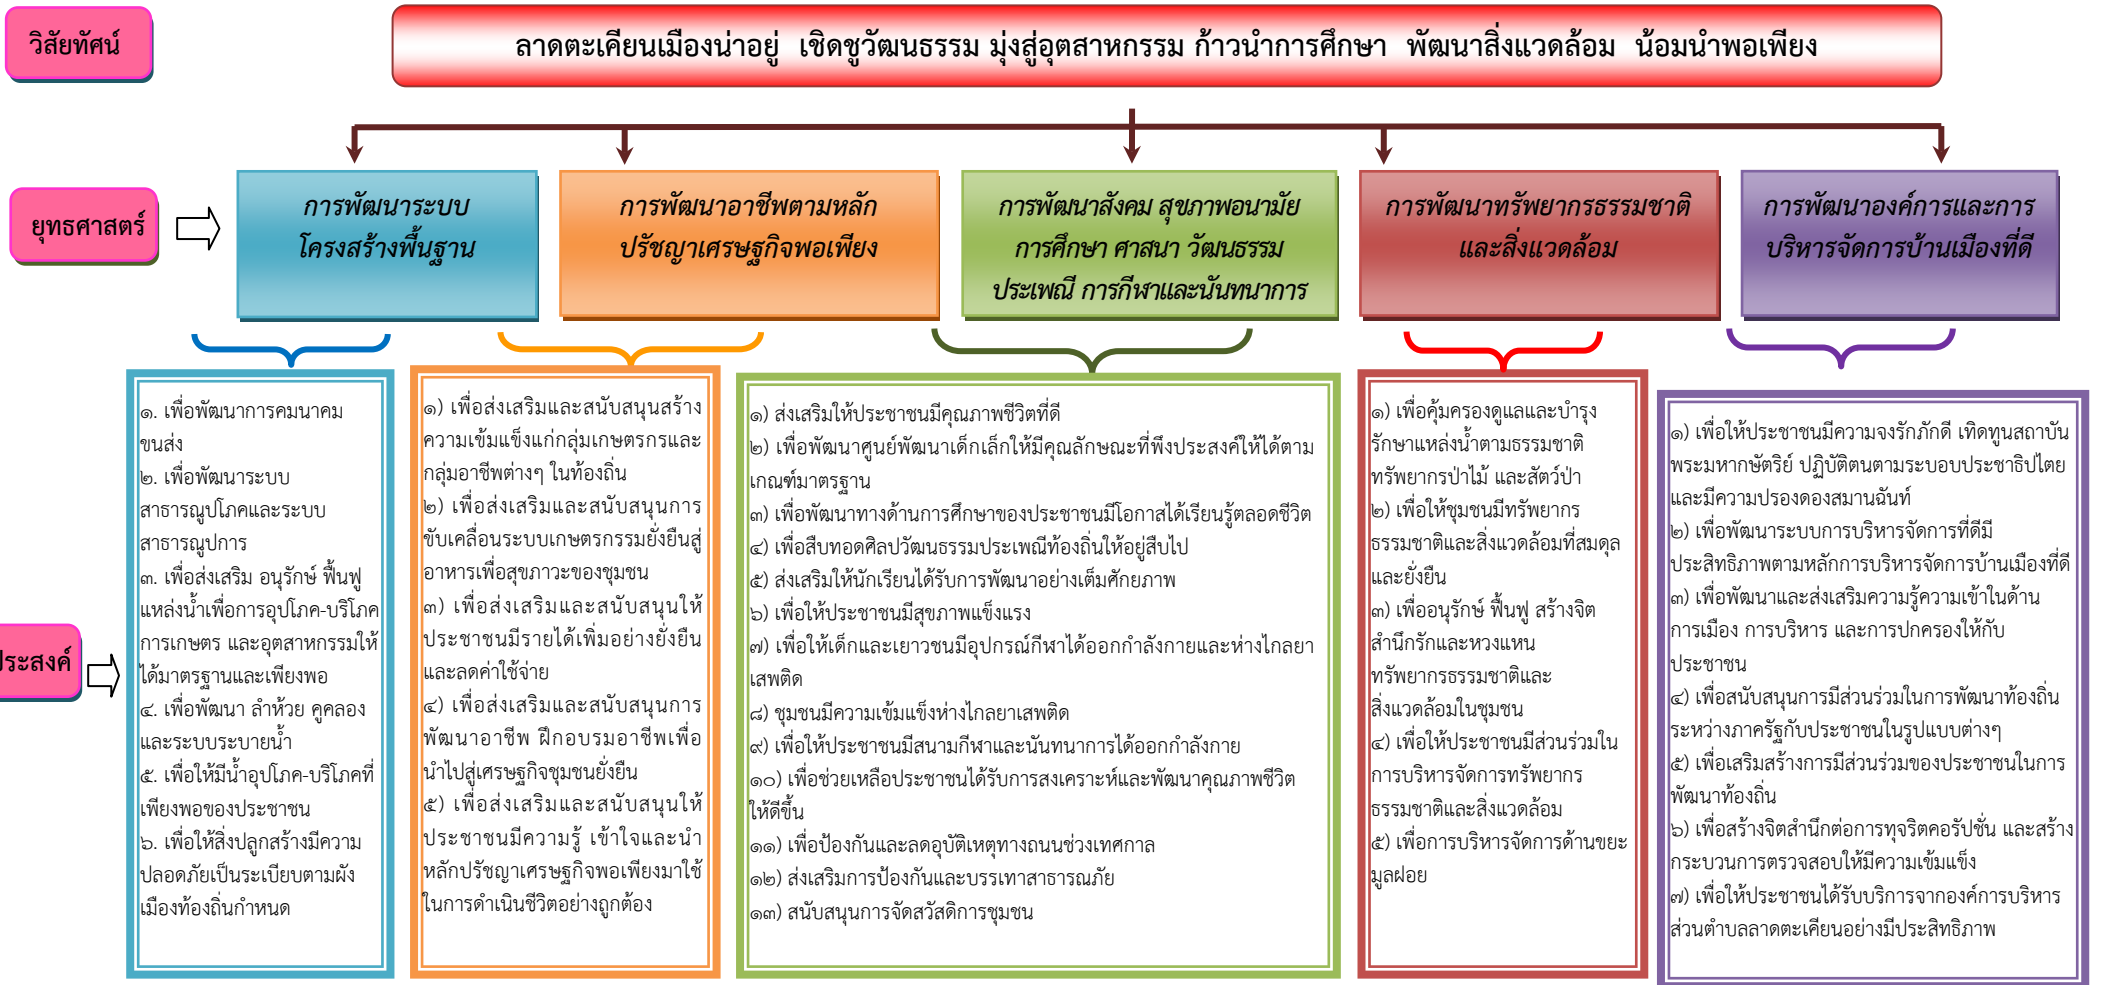 วิสัยทัศน์
ลาดตะเคียนเมืองน่าอยู่ เชิดชูวัฒนธรรม มุ่งสู่อุตสาหกรรม ก้าวนำการศึกษา พัฒนาสิ่งแวดล้อม น้อมนำพอเพียง
ยุทธศาสตร์
การพัฒนาระบบ
โครงสร้างพื้นฐาน
การพัฒนาอาชีพตามหลัก
ปรัชญาเศรษฐกิจพอเพียง
การพัฒนาสังคม สุขภาพอนามัย
การศึกษา ศาสนา วัฒนธรรม
ประเพณี การกีฬาและนันทนาการ
การพัฒนาทรัพยากรธรรมชาติ
และสิ่งแวดล้อม
การพัฒนาองค์การและการ
บริหารจัดการบ้านเมืองที่ดี
ประสงค์
๑. เพื่อพัฒนาการคมนาคม
ขนส่ง
๒. เพื่อพัฒนาระบบ
สาธารณูปโภคและระบบ
สาธารณูปการ
๓. เพื่อส่งเสริม อนุรักษ์ ฟื้นฟู
แหล่งน้ำเพื่อการอุปโภค-บริโภค
การเกษตร และอุตสาหกรรมให้
ได้มาตรฐานและเพียงพอ
๔. เพื่อพัฒนา ลำห้วย คูคลอง
และระบบระบายน้ำ
๕. เพื่อให้มีน้ำอุปโภค-บริโภคที่
เพียงพอของประชาชน
๖. เพื่อให้สิ่งปลูกสร้างมีความ
ปลอดภัยเป็นระเบียบตามผัง
เมืองท้องถิ่นกำหนด
๑) เพื่อส่งเสริมและสนับสนุนสร้าง
ความเข้มแข็งแก่กลุ่มเกษตรกรและ
กลุ่มอาชีพต่างๆ ในท้องถิ่น
๒) เพื่อส่งเสริมและสนับสนุนการ
ขับเคลื่อนระบบเกษตรกรรมยั่งยืนสู่
อาหารเพื่อสุขภาวะของชุมชน
๓) เพื่อส่งเสริมและสนับสนุนให้
ประชาชนมีรายได้เพิ่มอย่างยั่งยืน
และลดค่าใช้จ่าย
๔) เพื่อส่งเสริมและสนับสนุนการ
พัฒนาอาชีพ ฝึกอบรมอาชีพเพื่อ
นำไปสู่เศรษฐกิจชุมชนยั่งยืน
๕) เพื่อส่งเสริมและสนับสนุนให้
ประชาชนมีความรู้ เข้าใจและนำ
หลักปรัชญาเศรษฐกิจพอเพียงมาใช้
ในการดำเนินชีวิตอย่างถูกต้อง
๑) ส่งเสริมให้ประชาชนมีคุณภาพชีวิตที่ดี
๒) เพื่อพัฒนาศูนย์พัฒนาเด็กเล็กให้มีคุณลักษณะที่พึงประสงค์ให้ได้ตาม
เกณฑ์มาตรฐาน
๓) เพื่อพัฒนาทางด้านการศึกษาของประชาชนมีโอกาสได้เรียนรู้ตลอดชีวิต
๔) เพื่อสืบทอดศิลปวัฒนธรรมประเพณีท้องถิ่นให้อยู่สืบไป
๕) ส่งเสริมให้นักเรียนได้รับการพัฒนาอย่างเต็มศักยภาพ
๖) เพื่อให้ประชาชนมีสุขภาพแข็งแรง
๗) เพื่อให้เด็กและเยาวชนมีอุปกรณ์กีฬาได้ออกกำลังกายและห่างไกลยา
เสพติด
๘) ชุมชนมีความเข้มแข็งห่างไกลยาเสพติด
๙) เพื่อให้ประชาชนมีสนามกีฬาและนันทนาการได้ออกกำลังกาย
๑๐) เพื่อช่วยเหลือประชาชนได้รับการสงเคราะห์และพัฒนาคุณภาพชีวิต
ให้ดีขึ้น
๑๑) เพื่อป้องกันและลดอุบัติเหตุทางถนนช่วงเทศกาล
๑๒) ส่งเสริมการป้องกันและบรรเทาสาธารณภัย
๑๓) สนับสนุนการจัดสวัสดิการชุมชน
๑) เพื่อคุ้มครองดูแลและบำรุง
รักษาแหล่งน้ำตามธรรมชาติ
ทรัพยากรป่าไม้ และสัตว์ป่า
๒) เพื่อให้ชุมชนมีทรัพยากร
ธรรมชาติและสิ่งแวดล้อมที่สมดุล
และยั่งยืน
๓) เพื่ออนุรักษ์ ฟื้นฟู สร้างจิต
สำนึกรักและหวงแหน
ทรัพยากรธรรมชาติและ
สิ่งแวดล้อมในชุมชน
๔) เพื่อให้ประชาชนมีส่วนร่วมใน
การบริหารจัดการทรัพยากร
ธรรมชาติและสิ่งแวดล้อม
๕) เพื่อการบริหารจัดการด้านขยะ
มูลฝอย
๑) เพื่อให้ประชาชนมีความจงรักภักดี เทิดทูนสถาบัน
พระมหากษัตริย์ ปฏิบัติตนตามระบอบประชาธิปไตย
และมีความปรองดองสมานฉันท์
๒) เพื่อพัฒนาระบบการบริหารจัดการที่ดีมี
ประสิทธิภาพตามหลักการบริหารจัดการบ้านเมืองที่ดี
๓) เพื่อพัฒนาและส่งเสริมความรู้ความเข้าในด้าน
การเมือง การบริหาร และการปกครองให้กับ
ประชาชน
๔) เพื่อสนับสนุนการมีส่วนร่วมในการพัฒนาท้องถิ่น
ระหว่างภาครัฐกับประชาชนในรูปแบบต่างๆ
๕) เพื่อเสริมสร้างการมีส่วนร่วมของประชาชนในการ
พัฒนาท้องถิ่น
๖) เพื่อสร้างจิตสำนึกต่อการทุจริตคอรัปชั่น และสร้าง
กระบวนการตรวจสอบให้มีความเข้มแข็ง
๗) เพื่อให้ประชาชนได้รับบริการจากองค์การบริหาร
ส่วนตำบลลาดตะเคียนอย่างมีประสิทธิภาพ